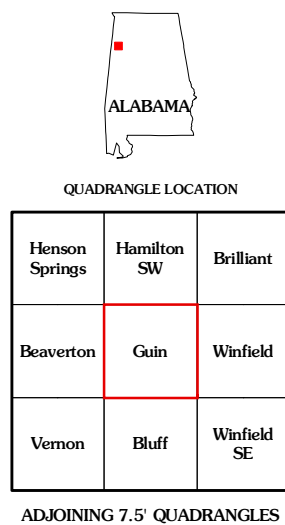 ALABAMA
QUADRANGLE LOCATION
Henson
Springs
Hamilton
SW
Brilliant
Beaverton
Guin
Winfield
Vernon
Bluff
Winfield
SE
ADJOINING 7.5' QUADRANGLES